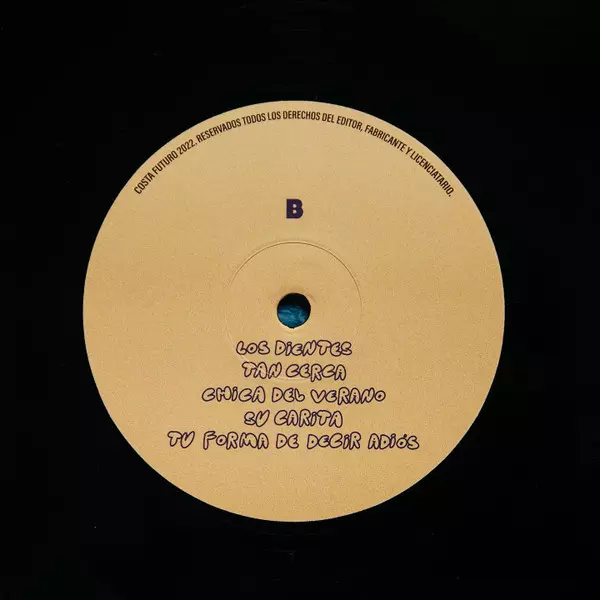 COSTA FUTURO 2022. RESERVADOS TODOS LOS DERECHOS DEL EDITOR, FABRICANTE Y LICENCIATARIO.
B
LOS DIENTES
TAN CERCA
CHICA DEL VERANO
SU CARITA
TU FORMA DE DECIR ADIÓS